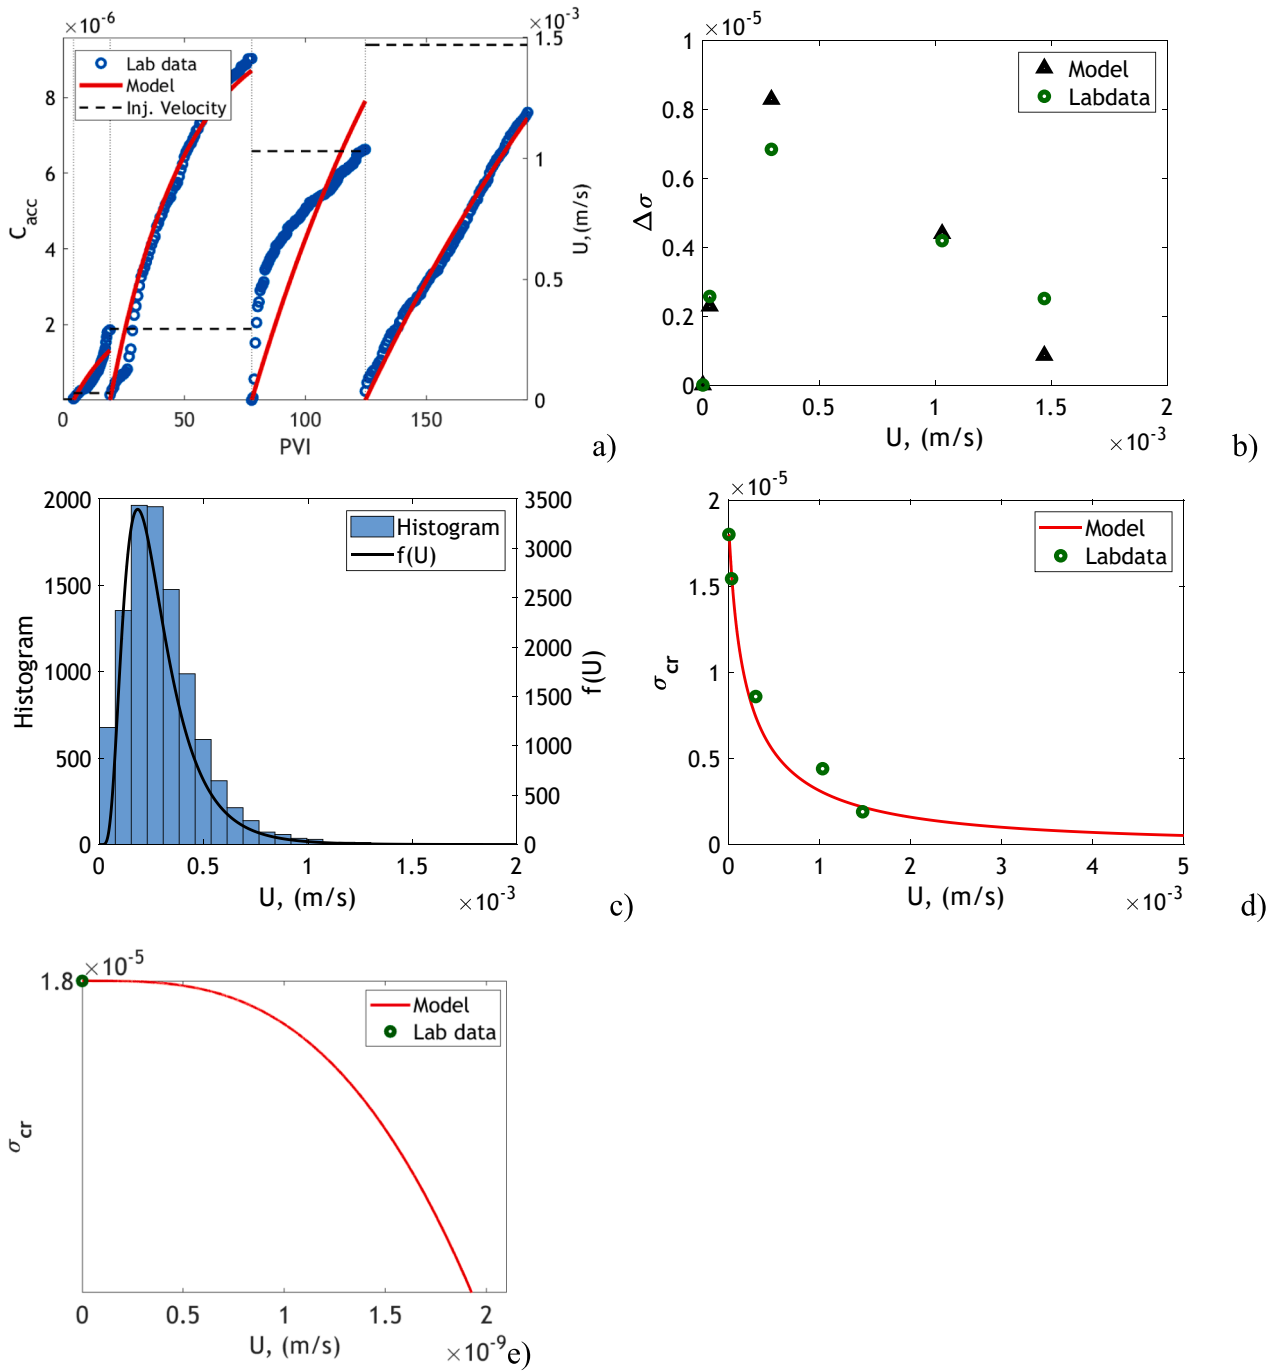 ×10⁻⁶
×10⁻³
C_acc
8
6
4
2
Lab data
Model
Inj. Velocity
1.5
1
0.5
0
U,(m/s)
0 50 100 150
PVI
a)
×10⁻⁵
1
0.8
0.6
0.4
0.2
0
Δσ
Model
Labdata
0.5 1 1.5 2
U, (m/s)
×10⁻³
b)
2000
1500
1000
500
0
Histogram
Histogram
f(U)
3500
3000
2500
2000
1500
1000
500
0
f(U)
0 0.5 1 1.5 2
U, (m/s)
×10⁻³
c)
×10⁻⁵
2
1.5
1
0.5
0
σ_cr
Model
Labdata
0 1 2 3 4 5
U, (m/s)
×10⁻³
d)
×10⁻⁵
1.8
σ_cr
Model
Lab data
0 0.5 1 1.5 2
U, (m/s)
×10⁻⁹
e)